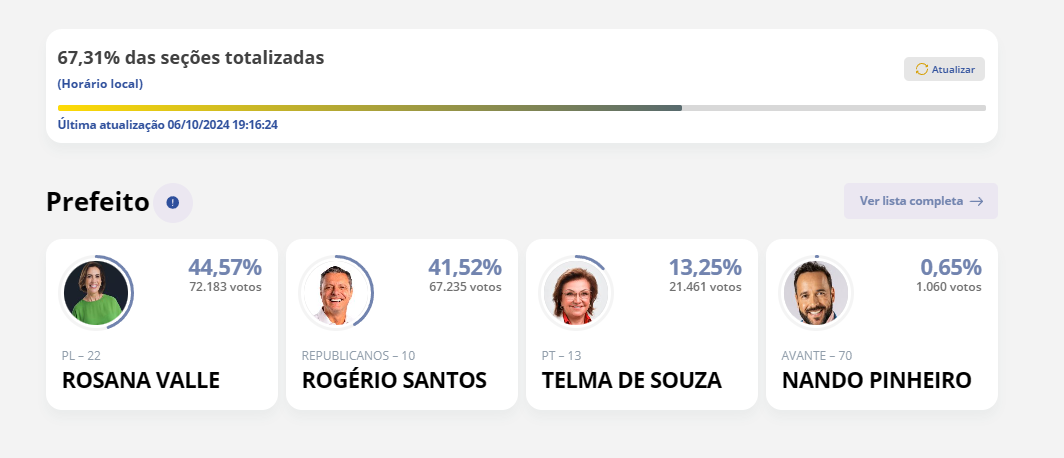 67,31% das seções totalizadas
(Horário local)
Atualizar
Última atualização 06/10/2024 19:16:24
Prefeito
Ver lista completa
44,57%
72.183 votos
PL – 22
ROSANA VALLE
41,52%
67.235 votos
REPUBLICANOS – 10
ROGÉRIO SANTOS
13,25%
21.461 votos
PT – 13
TELMA DE SOUZA
0,65%
1.060 votos
AVANTE – 70
NANDO PINHEIRO